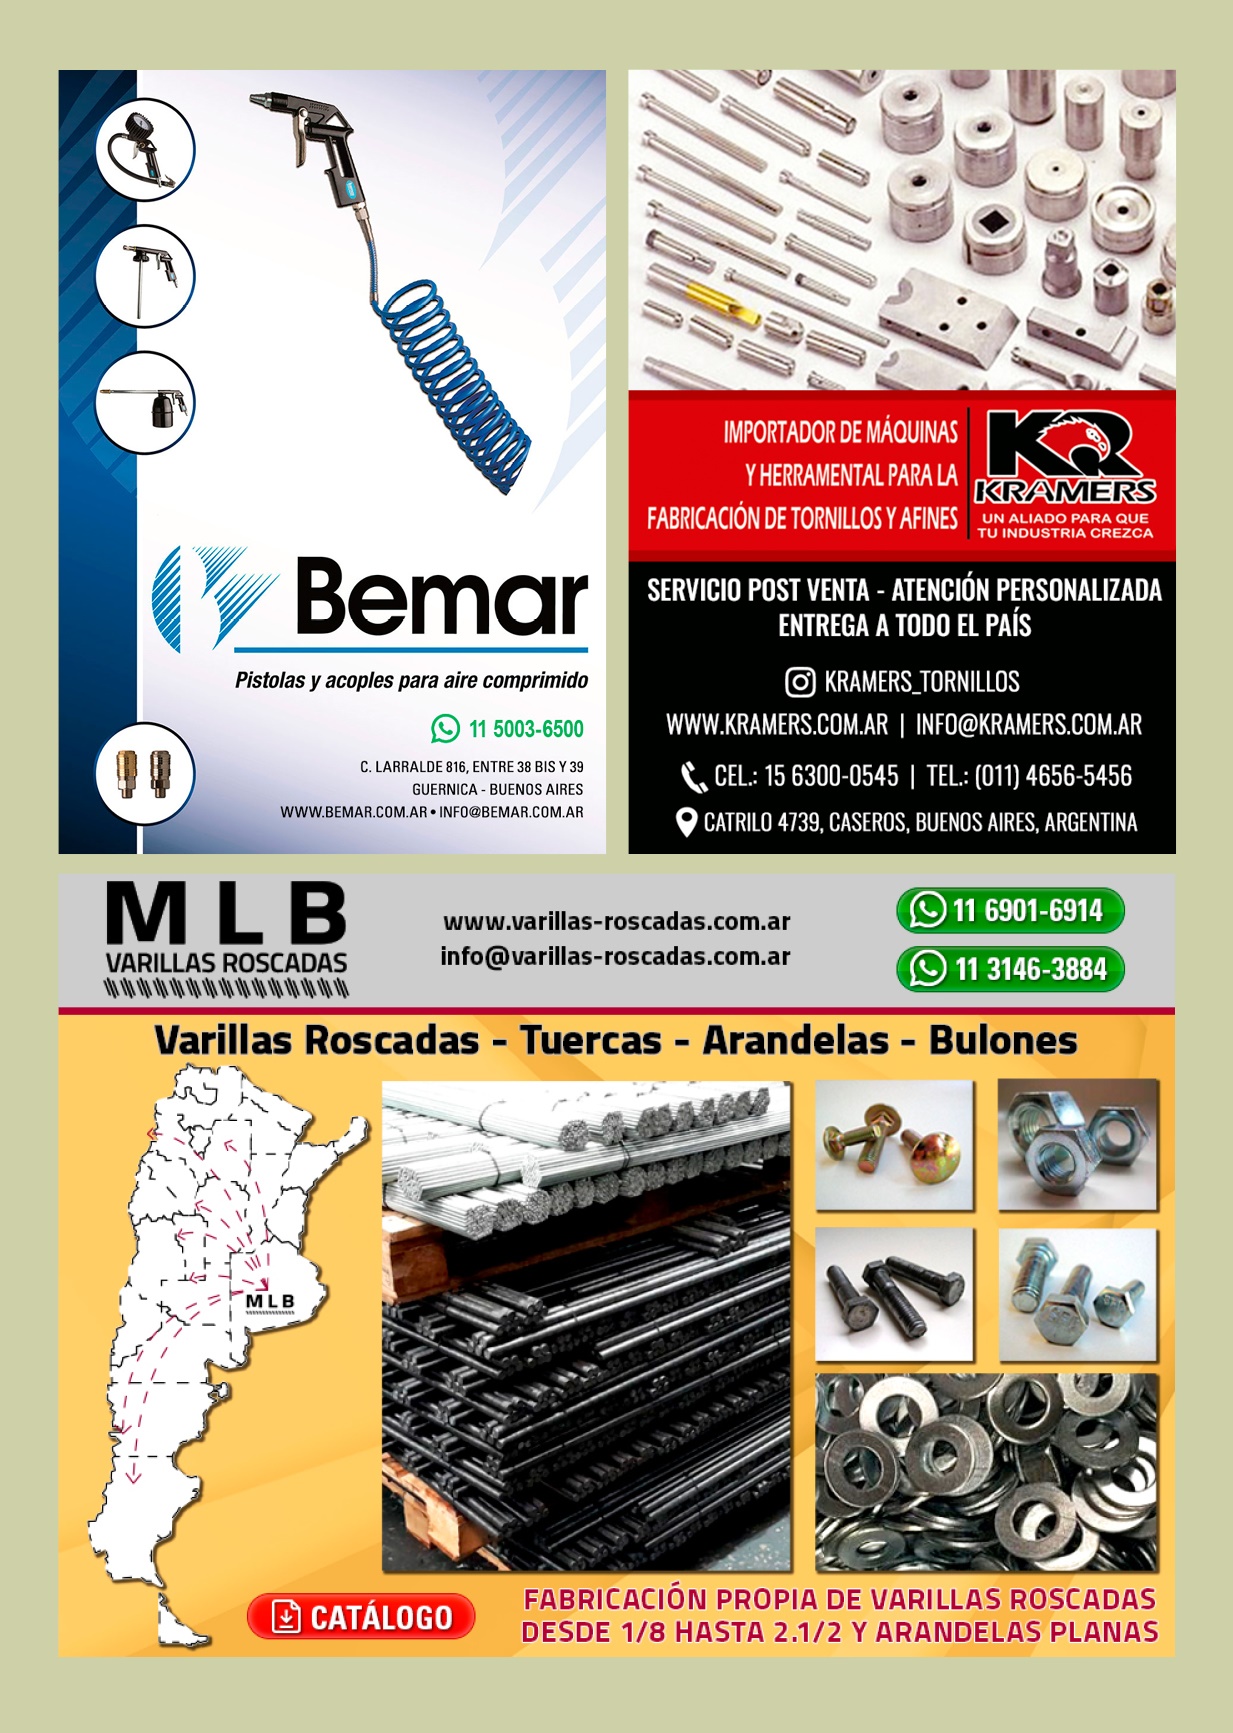 Bemar
Pistolas y acoples para aire comprimido
11 5003-6500
C. LARRALDE 816, ENTRE 38 BIS Y 39
GUERNICA - BUENOS AIRES
WWW.BEMAR.COM.AR • INFO@BEMAR.COM.AR
IMPORTADOR DE MÁQUINAS
Y HERRAMENTAL PARA LA
FABRICACIÓN DE TORNILLOS Y AFINES
KR
KRAMERS
UN ALIADO PARA QUE
TU INDUSTRIA CREZCA
SERVICIO POST VENTA - ATENCIÓN PERSONALIZADA
ENTREGA A TODO EL PAÍS
KRAMERS_TORNILLOS
WWW.KRAMERS.COM.AR | INFO@KRAMERS.COM.AR
CEL.: 15 6300-0545 | TEL.: (011) 4656-5456
CATRILO 4739, CASEROS, BUENOS AIRES, ARGENTINA
MLB
VARILLAS ROSCADAS
www.varillas-roscadas.com.ar
info@varillas-roscadas.com.ar
11 6901-6914
11 3146-3884
Varillas Roscadas - Tuercas - Arandelas - Bulones
MLB
CATÁLOGO
FABRICACIÓN PROPIA DE VARILLAS ROSCADAS
DESDE 1/8 HASTA 2.1/2 Y ARANDELAS PLANAS